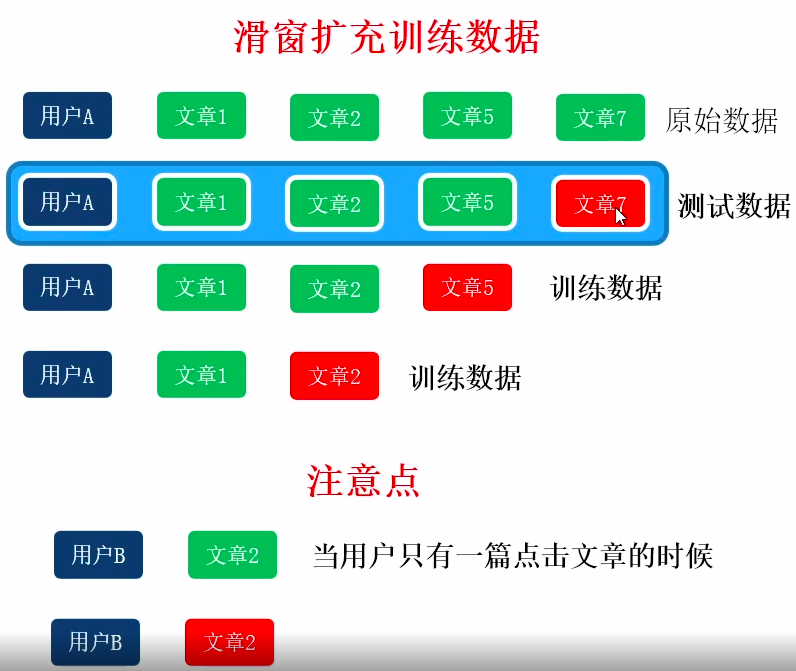 滑窗扩充训练数据
用户A 文章1 文章2 文章5 文章7 原始数据
用户A 文章1 文章2 文章5 文章7 测试数据
用户A 文章1 文章2 文章5 训练数据
用户A 文章1 文章2 训练数据
注意点
用户B 文章2 当用户只有一篇点击文章的时候
用户B 文章2